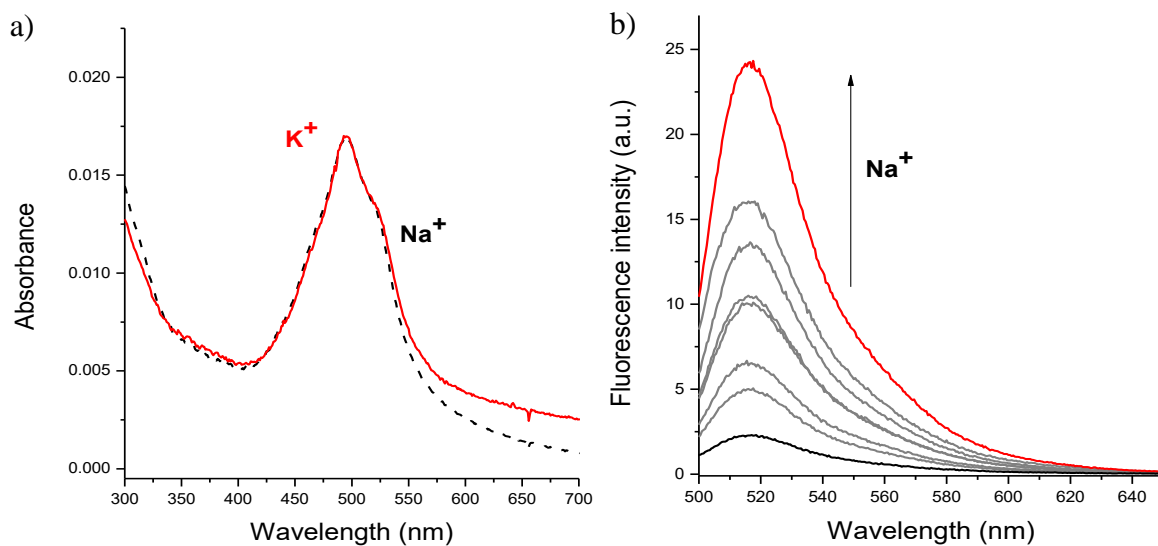 a)
0.020
0.015
0.010
0.005
0.000
Absorbance
K+
Na+
300 350 400 450 500 550 600 650 700
Wavelength (nm)
b)
25
20
15
10
5
0
Fluorescence intensity (a.u.)
Na+
500 520 540 560 580 600 620 640
Wavelength (nm)